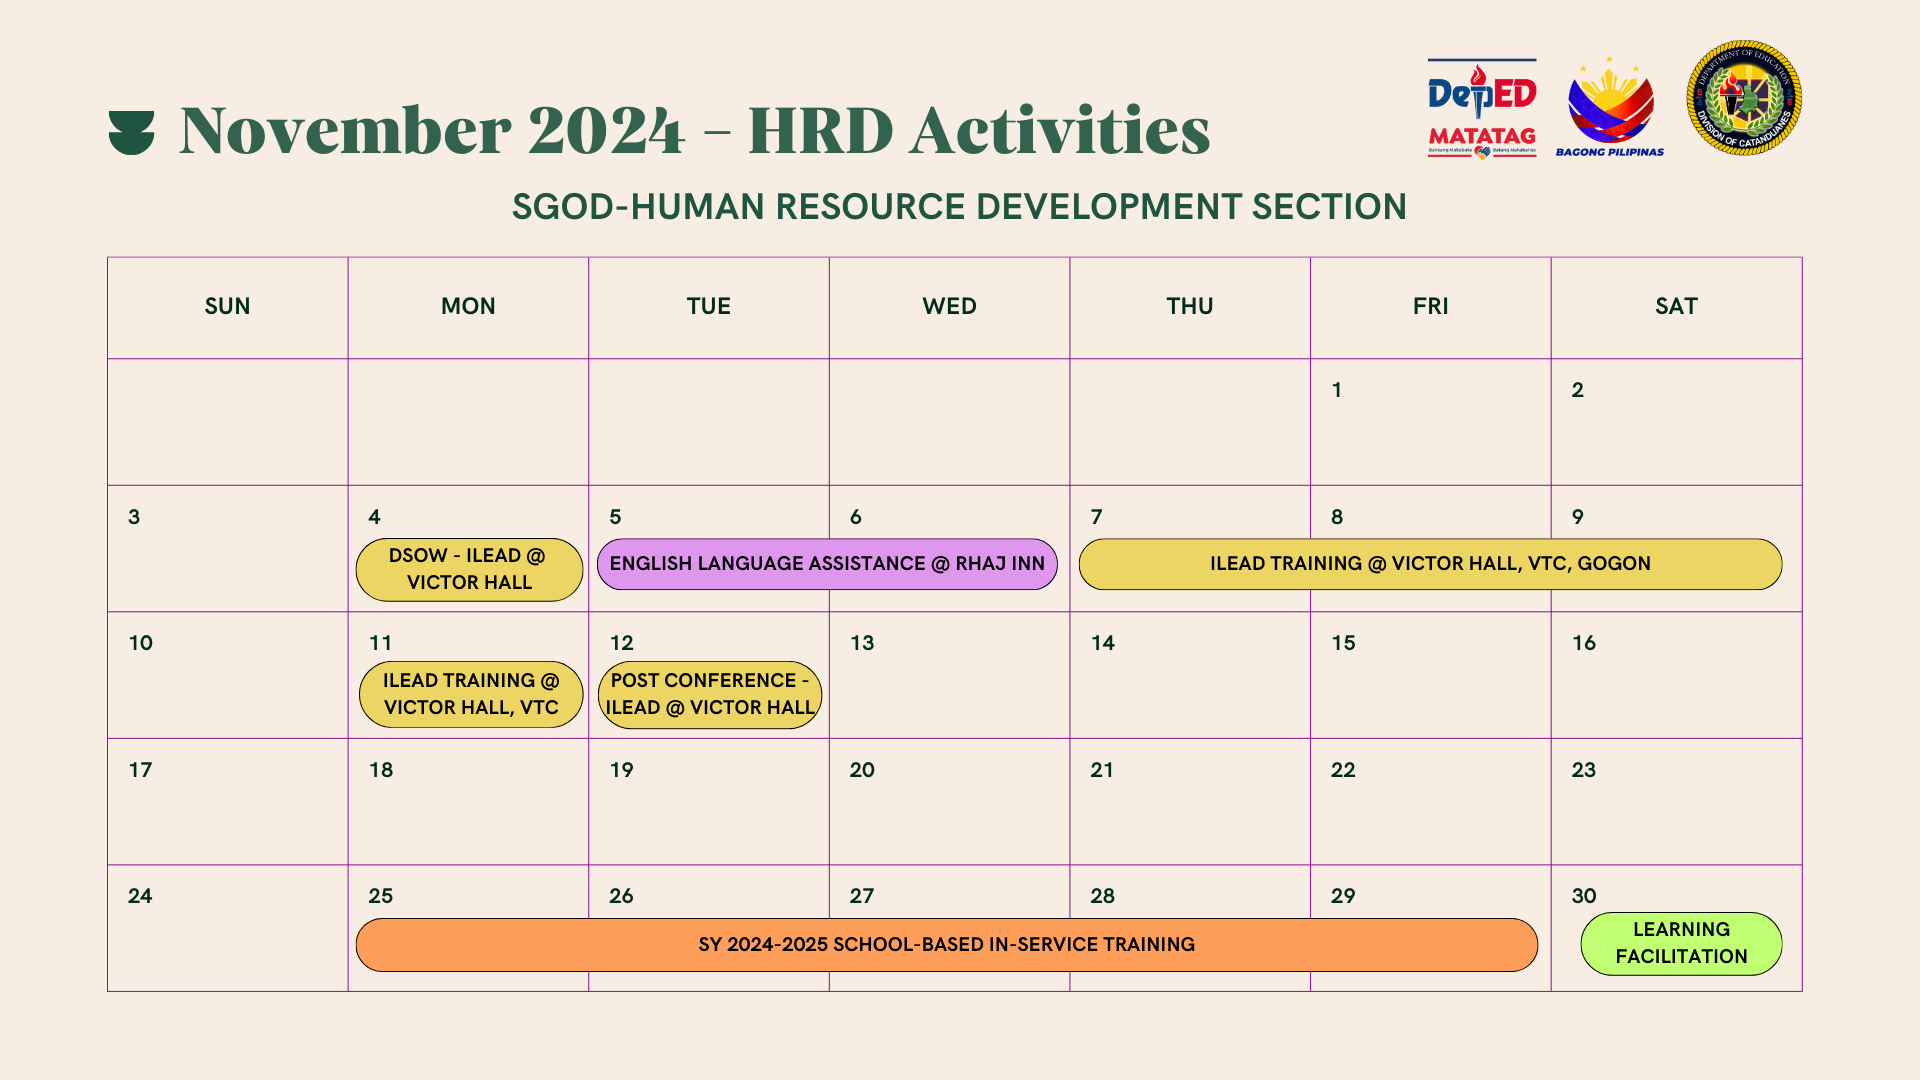 November 2024 – HRD Activities
DepED
MATATAG
Bansang Makabata Batang Makabansa
BAGONG PILIPINAS
DEPARTMENT OF EDUCATION
DIVISION OF CATANDUANES
SGOD-HUMAN RESOURCE DEVELOPMENT SECTION
SUN MON TUE WED THU FRI SAT
1 2
3 4 5 6 7 8 9
DSOW - ILEAD @
VICTOR HALL
ENGLISH LANGUAGE ASSISTANCE @ RHAJ INN
ILEAD TRAINING @ VICTOR HALL, VTC, GOGON
10 11 12 13 14 15 16
ILEAD TRAINING @
VICTOR HALL, VTC
POST CONFERENCE -
ILEAD @ VICTOR HALL
17 18 19 20 21 22 23
24 25 26 27 28 29 30
SY 2024-2025 SCHOOL-BASED IN-SERVICE TRAINING
LEARNING
FACILITATION